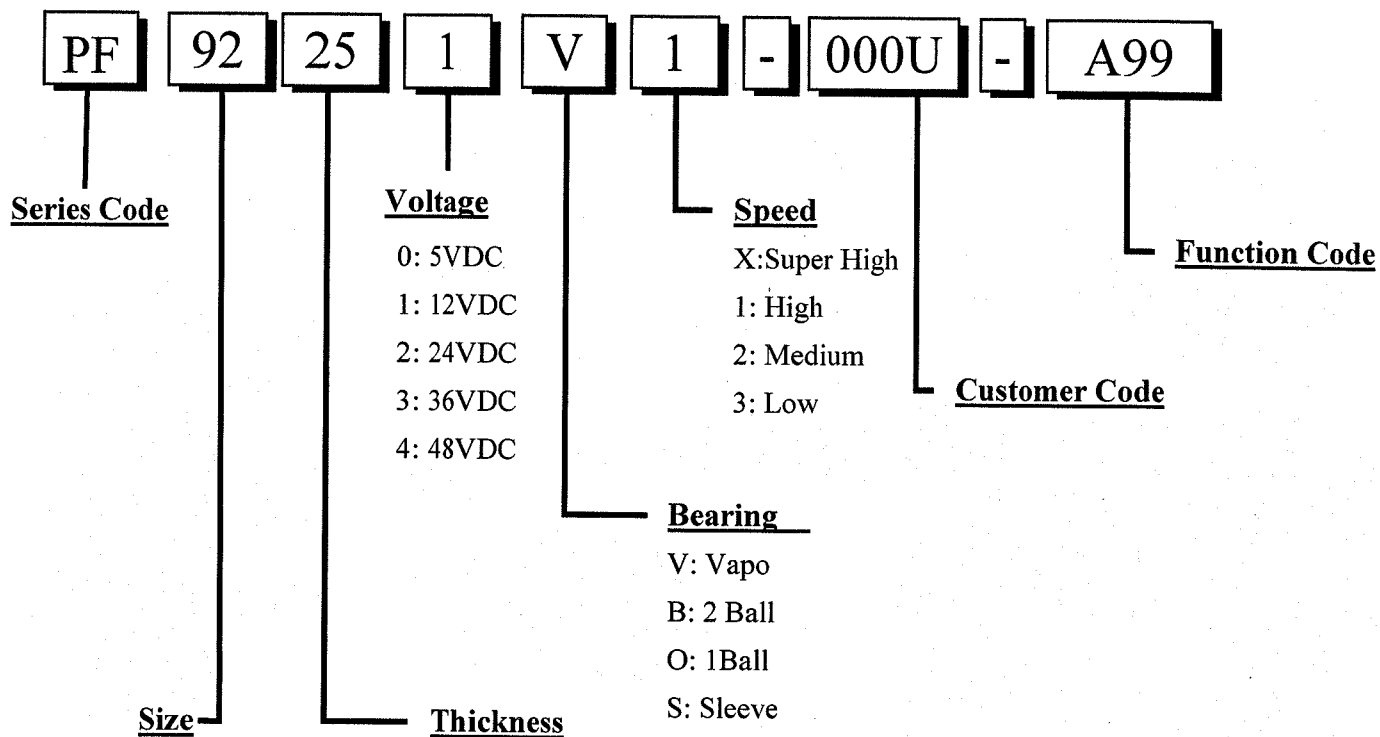 PF 92 25 1 V 1 - 000U - A99
Series Code
Voltage
0: 5VDC
1: 12VDC
2: 24VDC
3: 36VDC
4: 48VDC
Speed
X:Super High
1: High
2: Medium
3: Low
Function Code
Customer Code
Bearing
V: Vapo
B: 2 Ball
O: 1Ball
S: Sleeve
Size
Thickness